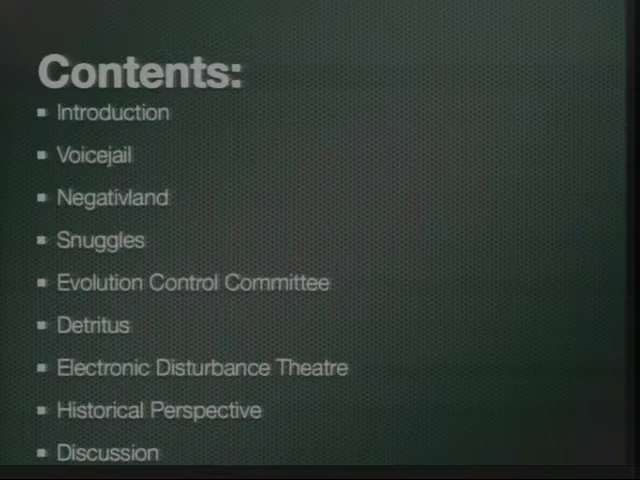 Contents:
Introduction
Voicejail
Negativland
Snuggles
Evolution Control Committee
Detritus
Electronic Disturbance Theatre
Historical Perspective
Discussion